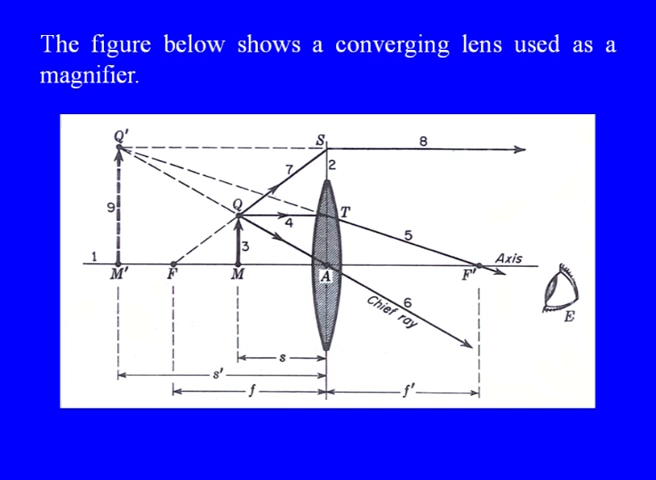 The figure below shows a converging lens used as a
magnifier.
Q'
S
8
7
2
9
Q
T
4
3
5
1
Axis
M'
F
M
A
F'
6
Chief ray
E
s
s'
f
f'